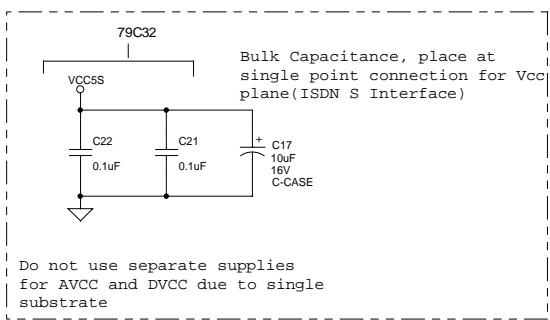 79C32
Bulk Capacitance, place at
single point connection for Vcc
plane(ISDN S Interface)
VCC5S
C22
0.1uF
C21
0.1uF
+
C17
10uF
16V
C-CASE
Do not use separate supplies
for AVCC and DVCC due to single
substrate